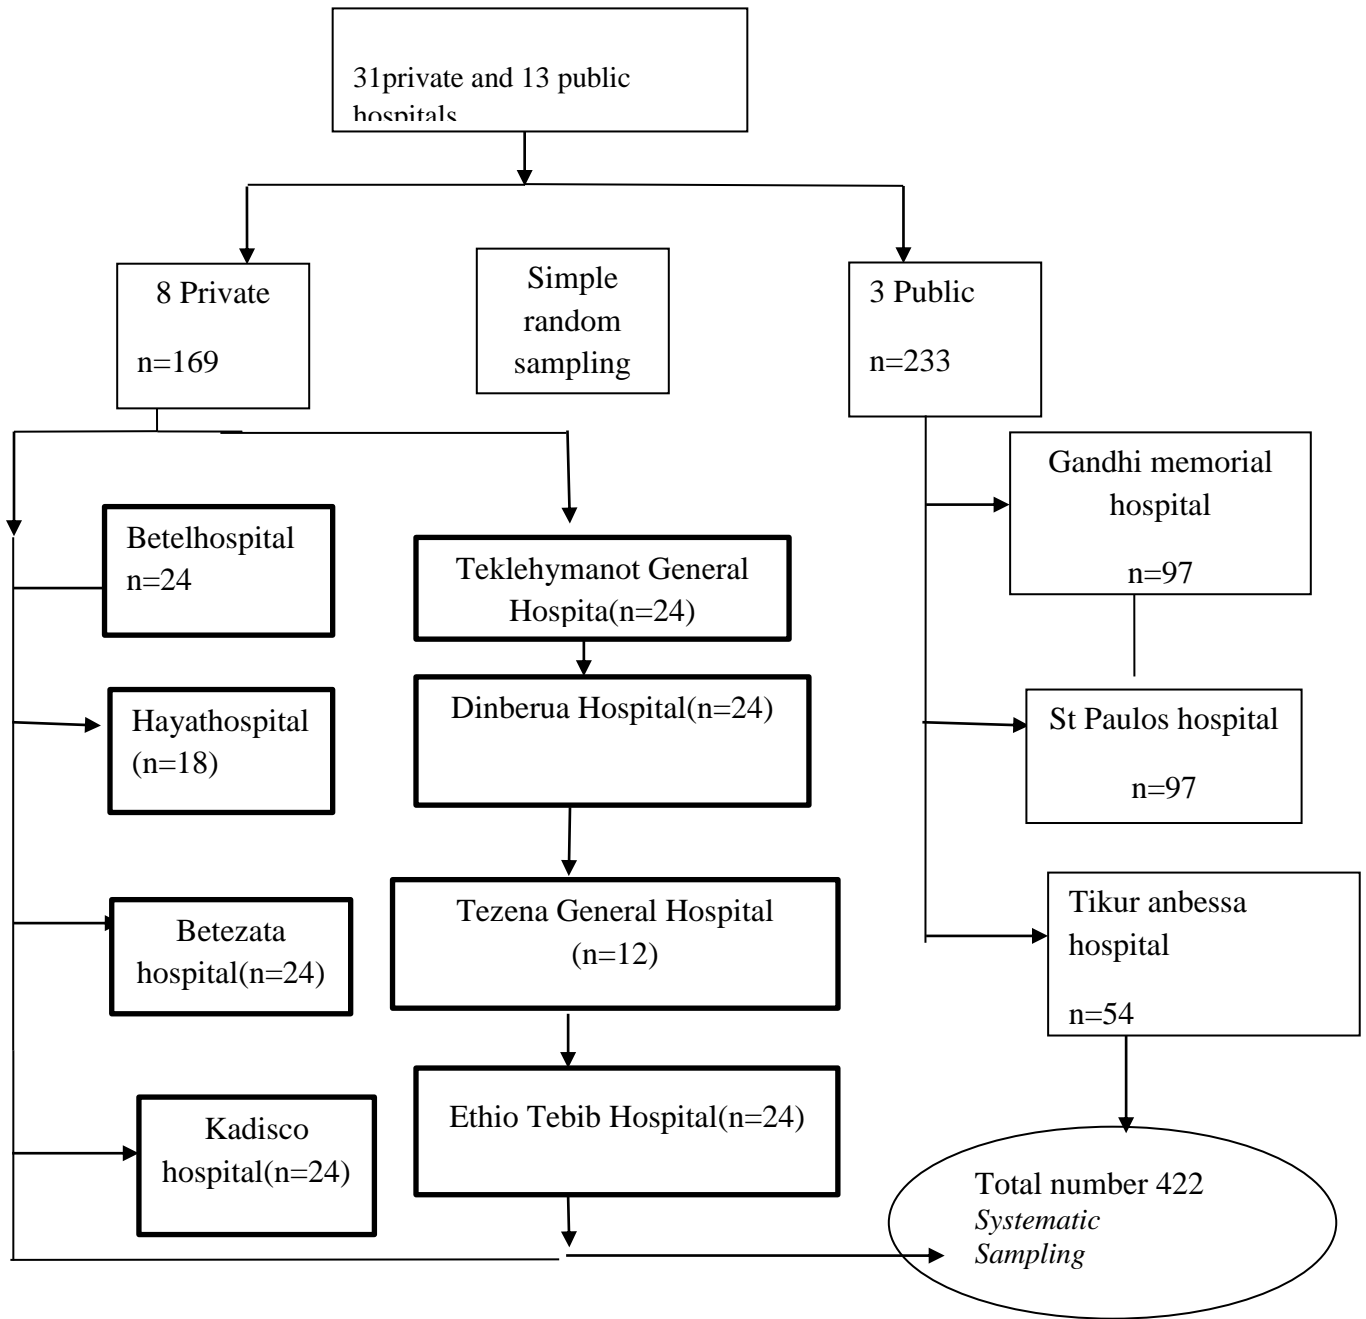 31private and 13 public
hospitals
8 Private
n=169
Simple
random
sampling
3 Public
n=233
Betelhospital
n=24
Hayathospital
(n=18)
Betezata
hospital(n=24)
Kadisco
hospital(n=24)
Teklehymanot General
Hospita(n=24)
Dinberua Hospital(n=24)
Tezena General Hospital
(n=12)
Ethio Tebib Hospital(n=24)
Gandhi memorial
hospital
n=97
St Paulos hospital
n=97
Tikur anbessa
hospital
n=54
Total number 422
Systematic
Sampling